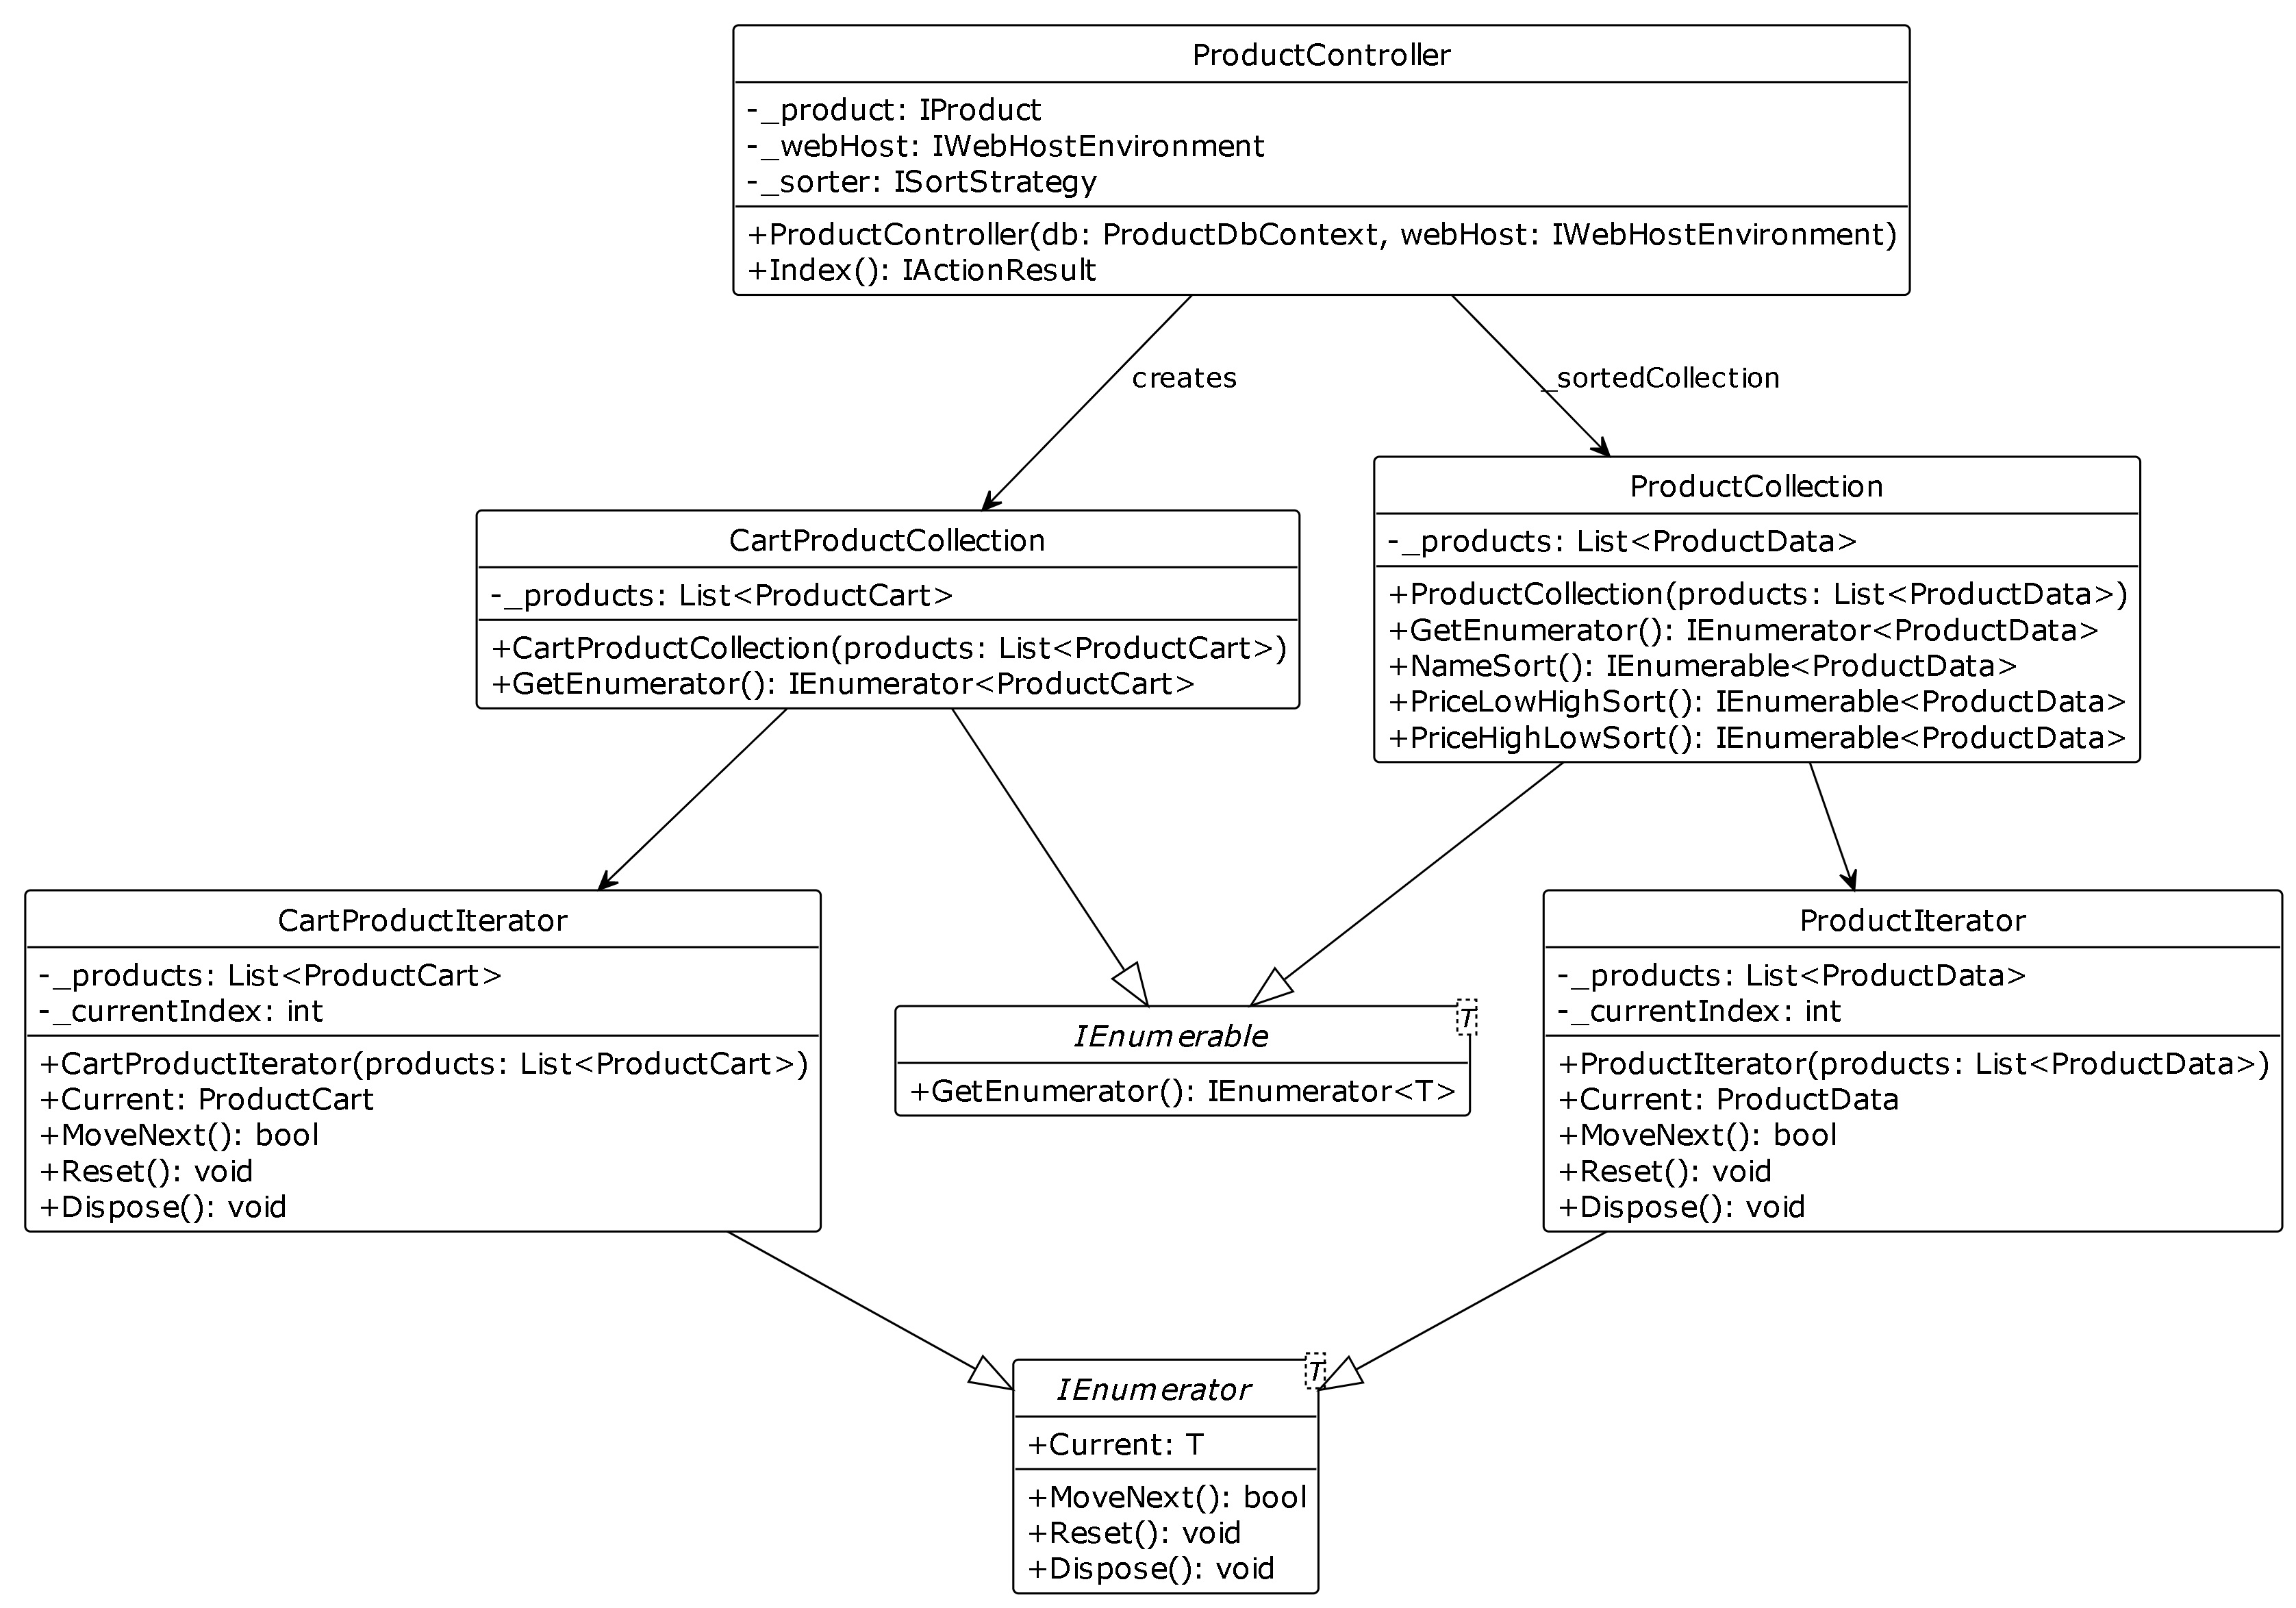 ProductController
-_product: IProduct
-_webHost: IWebHostEnvironment
-_sorter: ISortStrategy
+ProductController(db: ProductDbContext, webHost: IWebHostEnvironment)
+Index(): IActionResult
creates
_sortedCollection
CartProductCollection
-_products: List<ProductCart>
+CartProductCollection(products: List<ProductCart>)
+GetEnumerator(): IEnumerator<ProductCart>
ProductCollection
-_products: List<ProductData>
+ProductCollection(products: List<ProductData>)
+GetEnumerator(): IEnumerator<ProductData>
+NameSort(): IEnumerable<ProductData>
+PriceLowHighSort(): IEnumerable<ProductData>
+PriceHighLowSort(): IEnumerable<ProductData>
CartProductIterator
-_products: List<ProductCart>
-_currentIndex: int
+CartProductIterator(products: List<ProductCart>)
+Current: ProductCart
+MoveNext(): bool
+Reset(): void
+Dispose(): void
IEnumerable
T
+GetEnumerator(): IEnumerator<T>
ProductIterator
-_products: List<ProductData>
-_currentIndex: int
+ProductIterator(products: List<ProductData>)
+Current: ProductData
+MoveNext(): bool
+Reset(): void
+Dispose(): void
IEnumerator
T
+Current: T
+MoveNext(): bool
+Reset(): void
+Dispose(): void